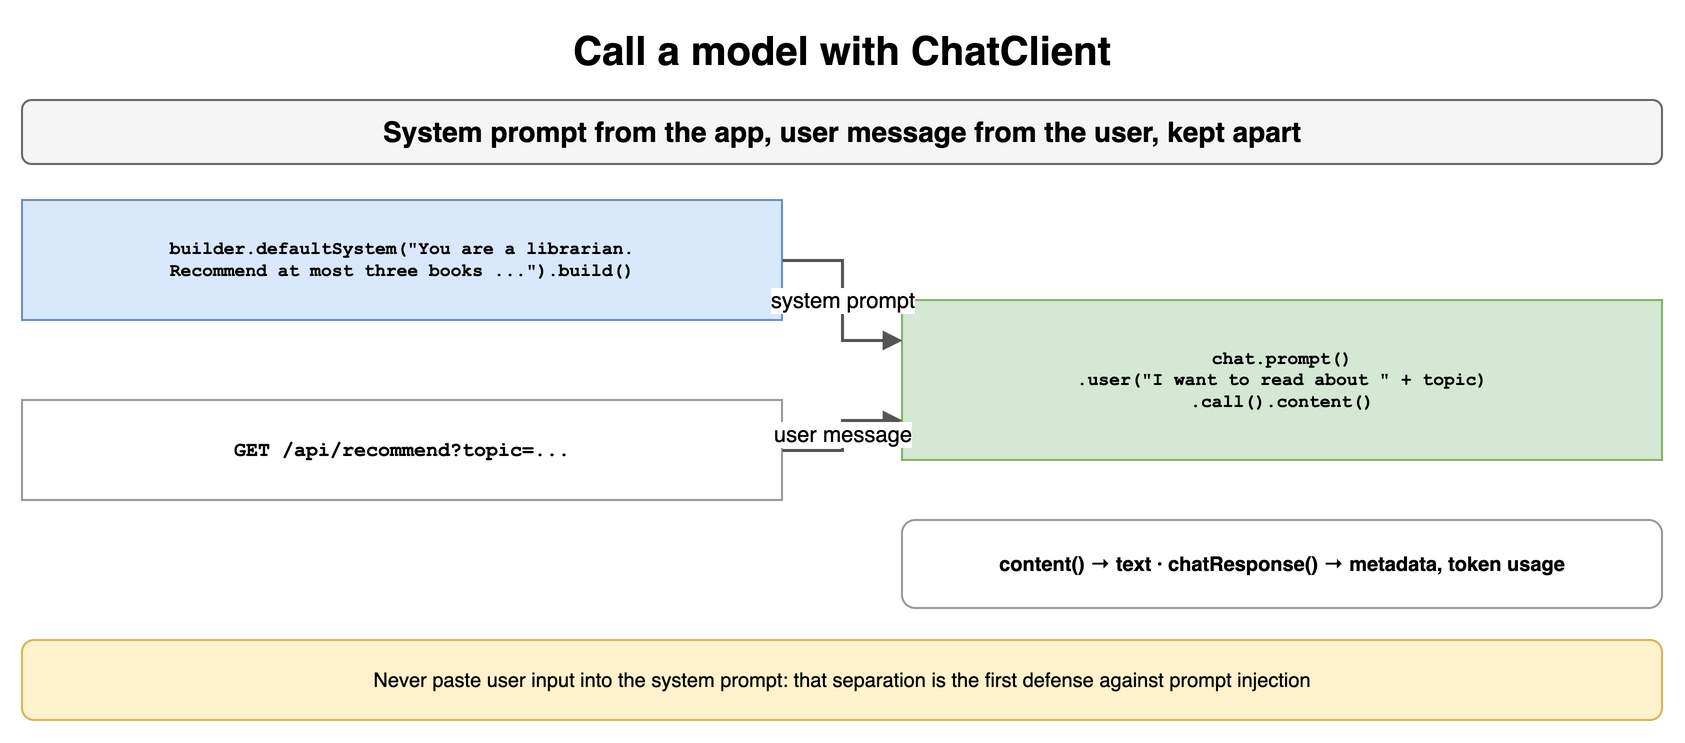 Call a model with ChatClient
System prompt from the app, user message from the user, kept apart
builder.defaultSystem("You are a librarian.
Recommend at most three books ...").build()
system prompt
chat.prompt()
.user("I want to read about " + topic)
.call().content()
GET /api/recommend?topic=...
user message
content() → text · chatResponse() → metadata, token usage
Never paste user input into the system prompt: that separation is the first defense against prompt injection